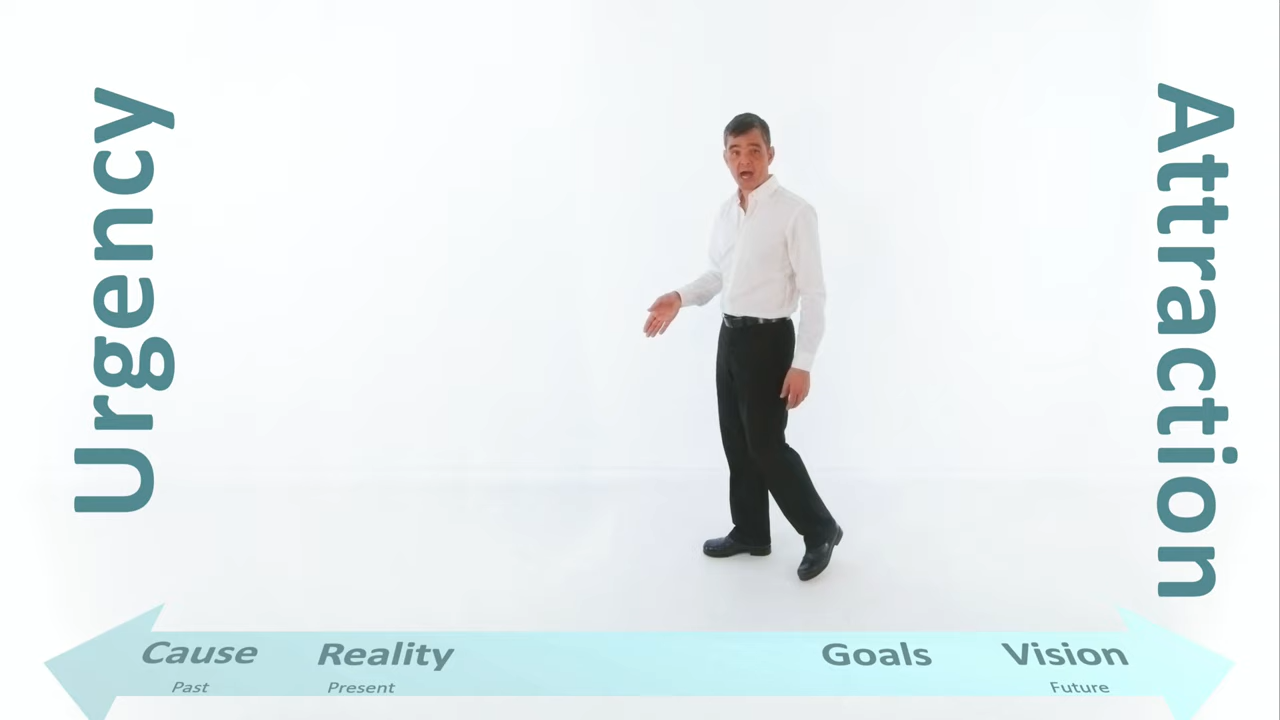 Urgency
Attraction
Cause Reality Goals Vision
Past Present Future